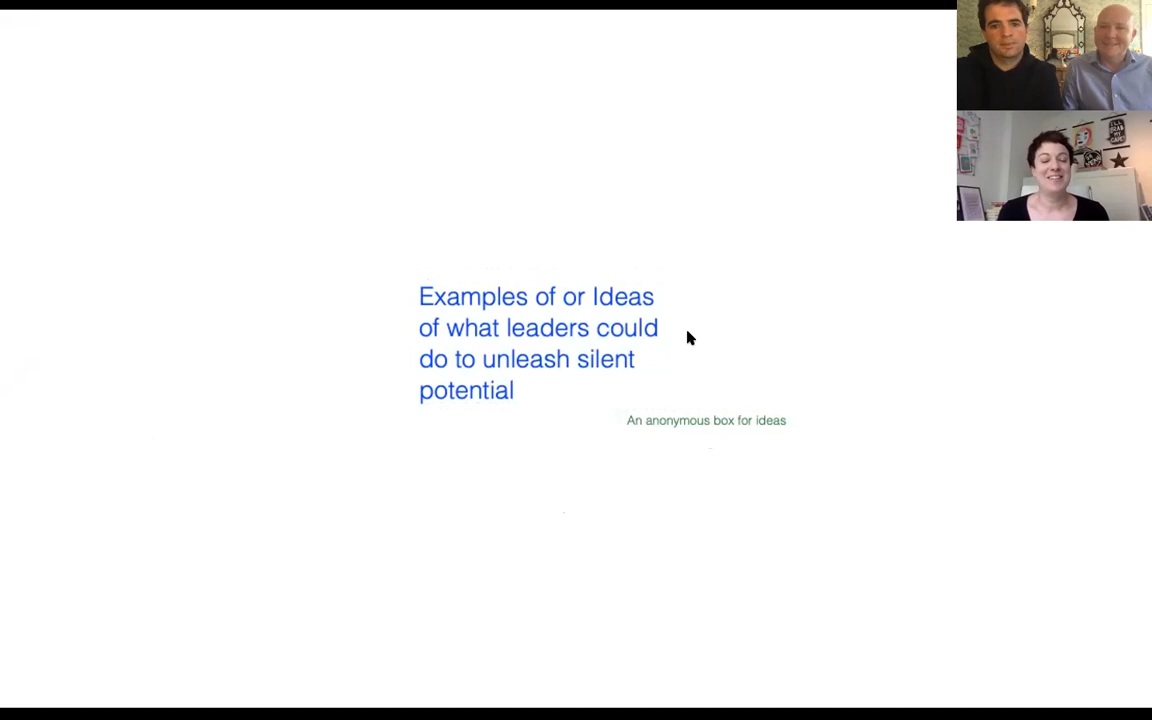 Examples of or Ideas
of what leaders could
do to unleash silent
potential
An anonymous box for ideas